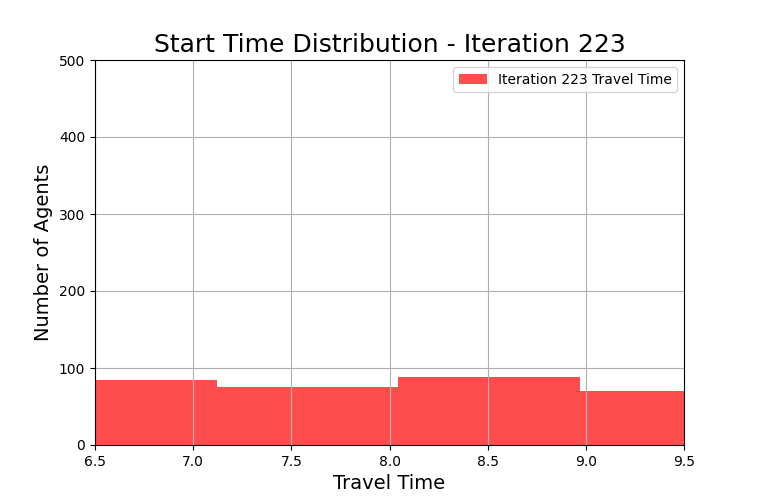 Start Time Distribution - Iteration 223
Iteration 223 Travel Time
Number of Agents
500
400
300
200
100
0
6.5 7.0 7.5 8.0 8.5 9.0 9.5
Travel Time